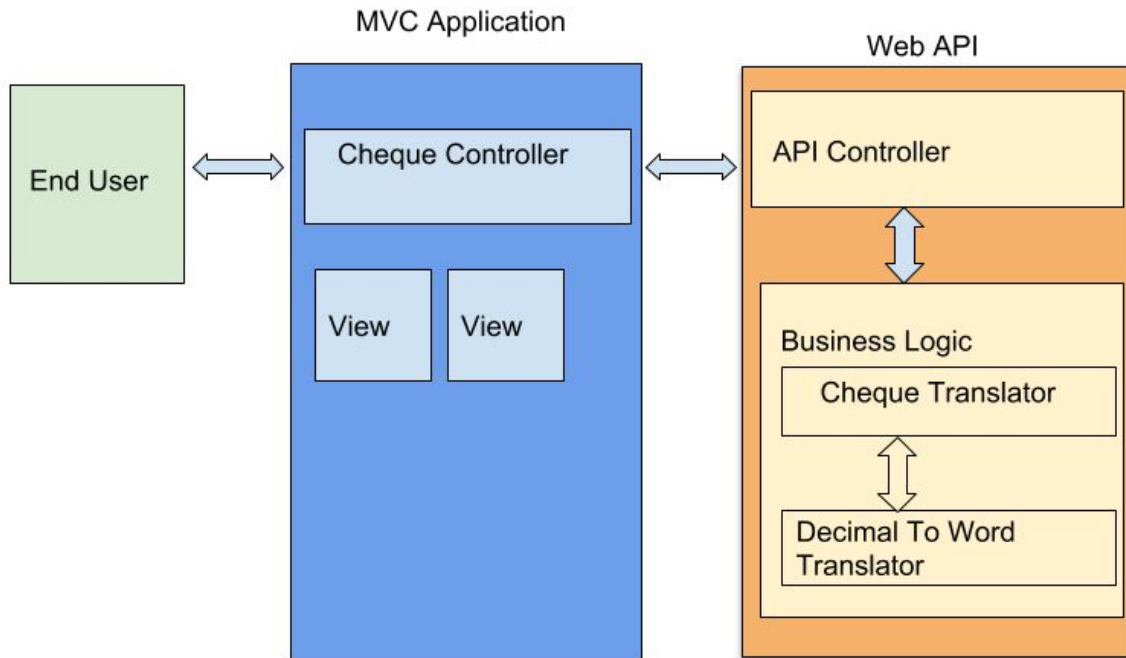 MVC Application
Web API
End User
Cheque Controller
View
View
API Controller
Business Logic
Cheque Translator
Decimal To Word
Translator